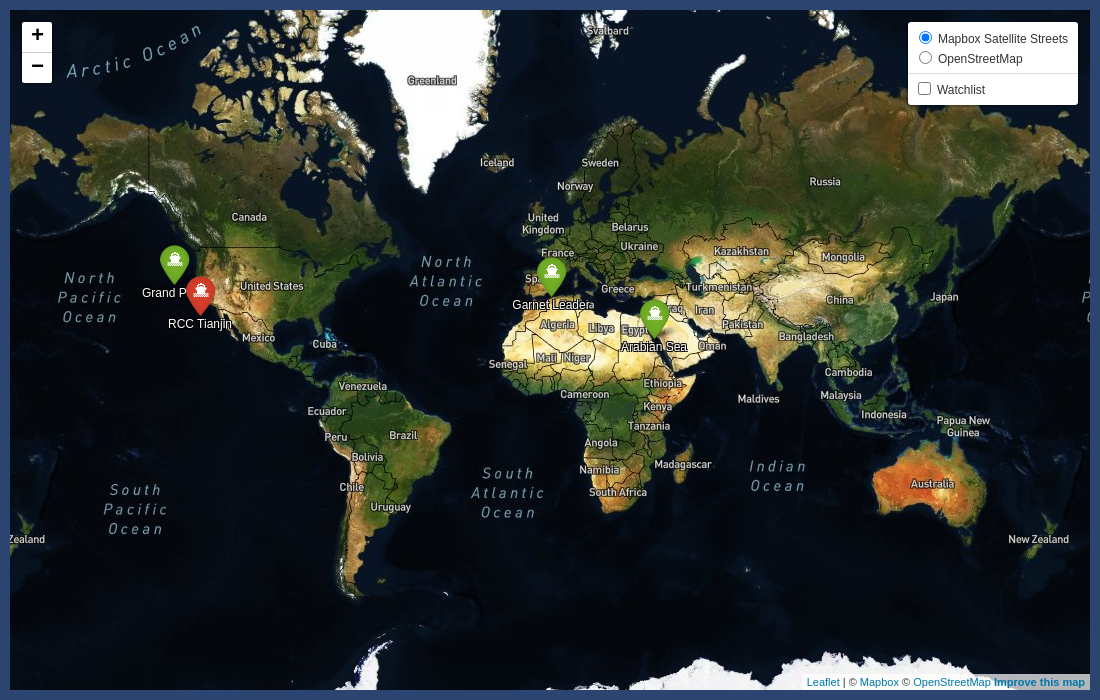 +
−
Mapbox Satellite Streets
OpenStreetMap
Watchlist
Arctic Ocean
Svalbard
Greenland
Iceland
Sweden
Norway
Russia
Canada
United
Kingdom
Belarus
Ukraine
France
Kazakhstan
Mongolia
North
Pacific
Ocean
North
Atlantic
Ocean
United States
Greece
Turkmenistan
China
Japan
Grand P
RCC Tianjin
Garnet Leader
Iran
Algeria
Libya
Egypt
Pakistan
Bangladesh
Mexico
Cuba
Arabian Sea
Oman
Mali
Niger
Senegal
Cambodia
Venezuela
Ethiopia
Cameroon
Maldives
Malaysia
Ecuador
Kenya
Indonesia
Papua New
Guinea
Peru
Brazil
Tanzania
Angola
Bolivia
Namibia
Madagascar
Indian
Ocean
South
Pacific
Ocean
South
Atlantic
Ocean
Chile
South Africa
Australia
Uruguay
Zealand
New Zealand
Leaflet | © Mapbox © OpenStreetMap Improve this map